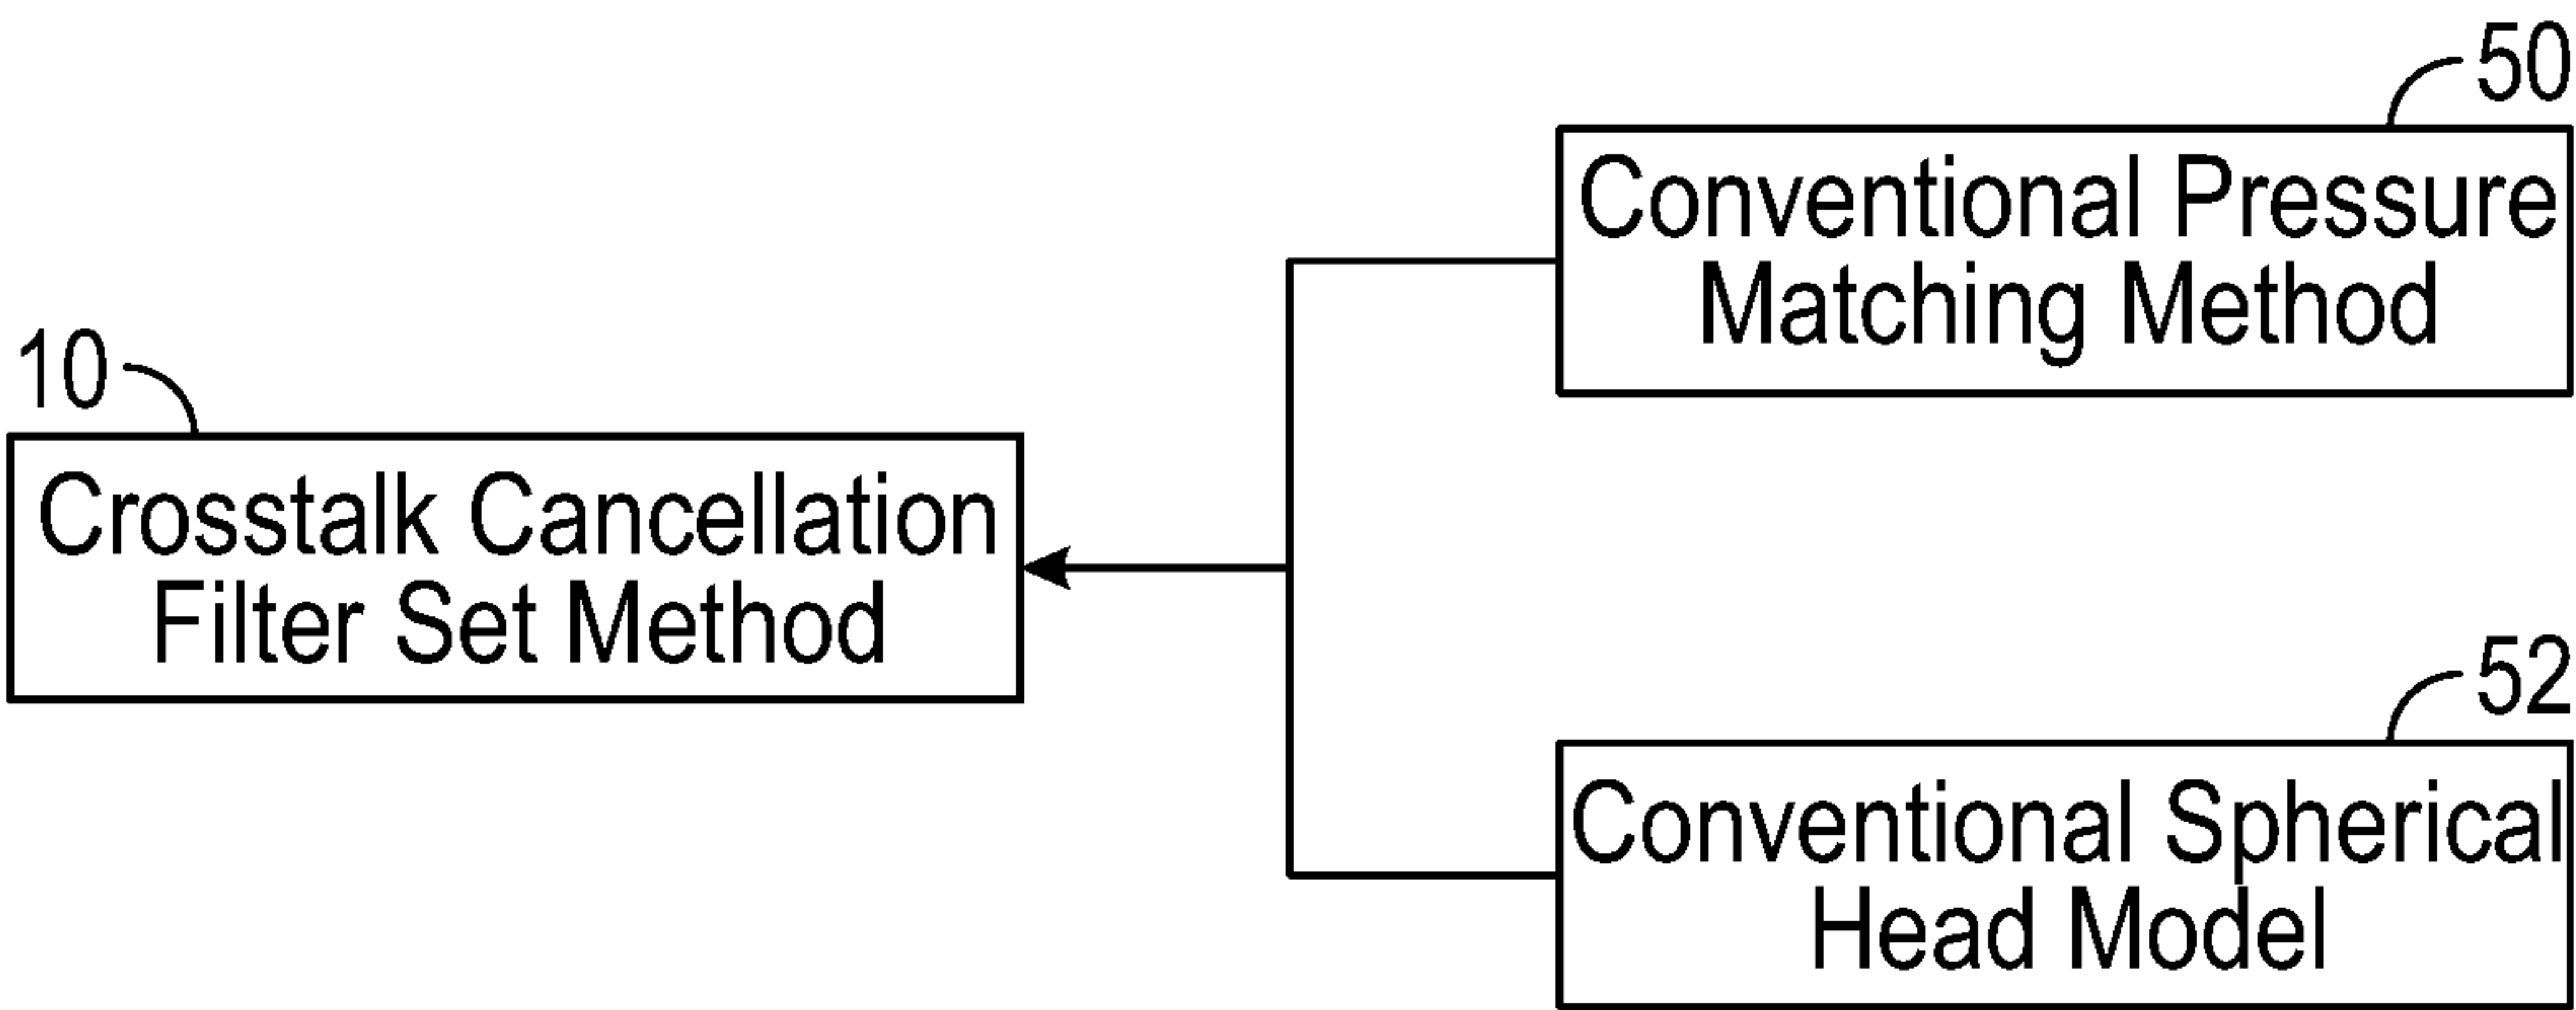 50
Conventional Pressure
Matching Method
10
Crosstalk Cancellation
Filter Set Method
52
Conventional Spherical
Head Model